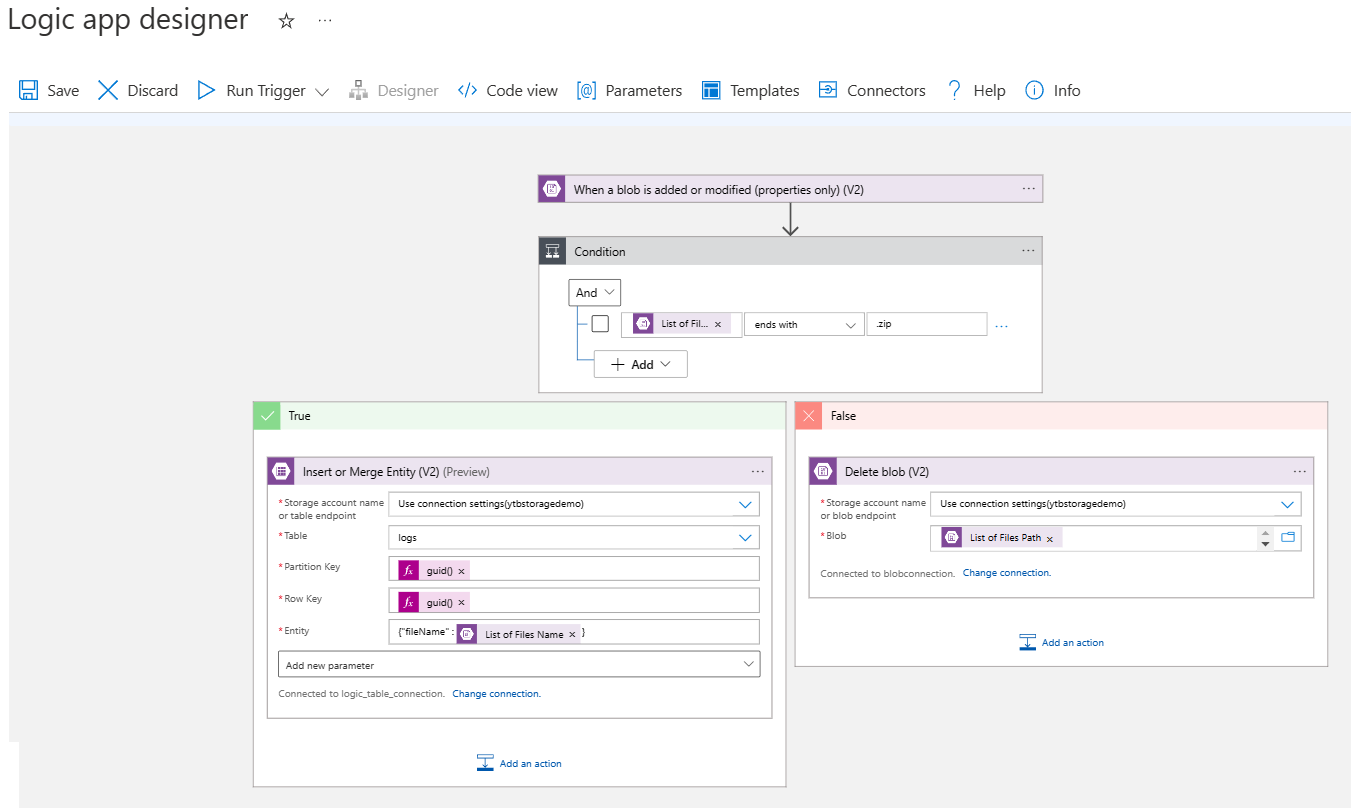 Logic app designer
Save Discard Run Trigger Designer Code view Parameters Templates Connectors Help Info
When a blob is added or modified (properties only) (V2)
Condition
And
List of Fil... ends with .zip
Add
True
Insert or Merge Entity (V2) (Preview)
* Storage account name or table endpoint
Use connection settings(ytbstoragedemo)
* Table
logs
* Partition Key
fx guid()
* Row Key
fx guid()
* Entity
{"fileName" : List of Files Name }
Add new parameter
Connected to logic_table_connection. Change connection.
Add an action
False
Delete blob (V2)
* Storage account name or blob endpoint
Use connection settings(ytbstoragedemo)
* Blob
List of Files Path
Connected to blobconnection. Change connection.
Add an action